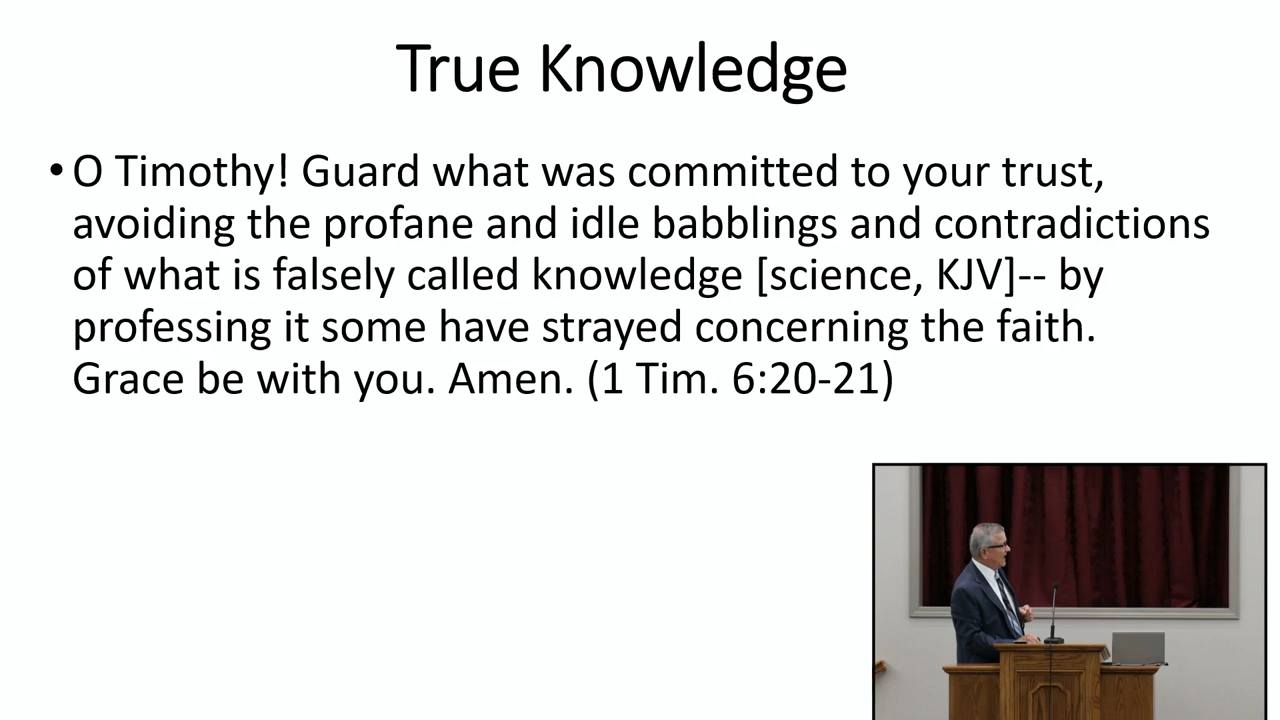 True Knowledge
• O Timothy! Guard what was committed to your trust,
avoiding the profane and idle babblings and contradictions
of what is falsely called knowledge [science, KJV]-- by
professing it some have strayed concerning the faith.
Grace be with you. Amen. (1 Tim. 6:20-21)